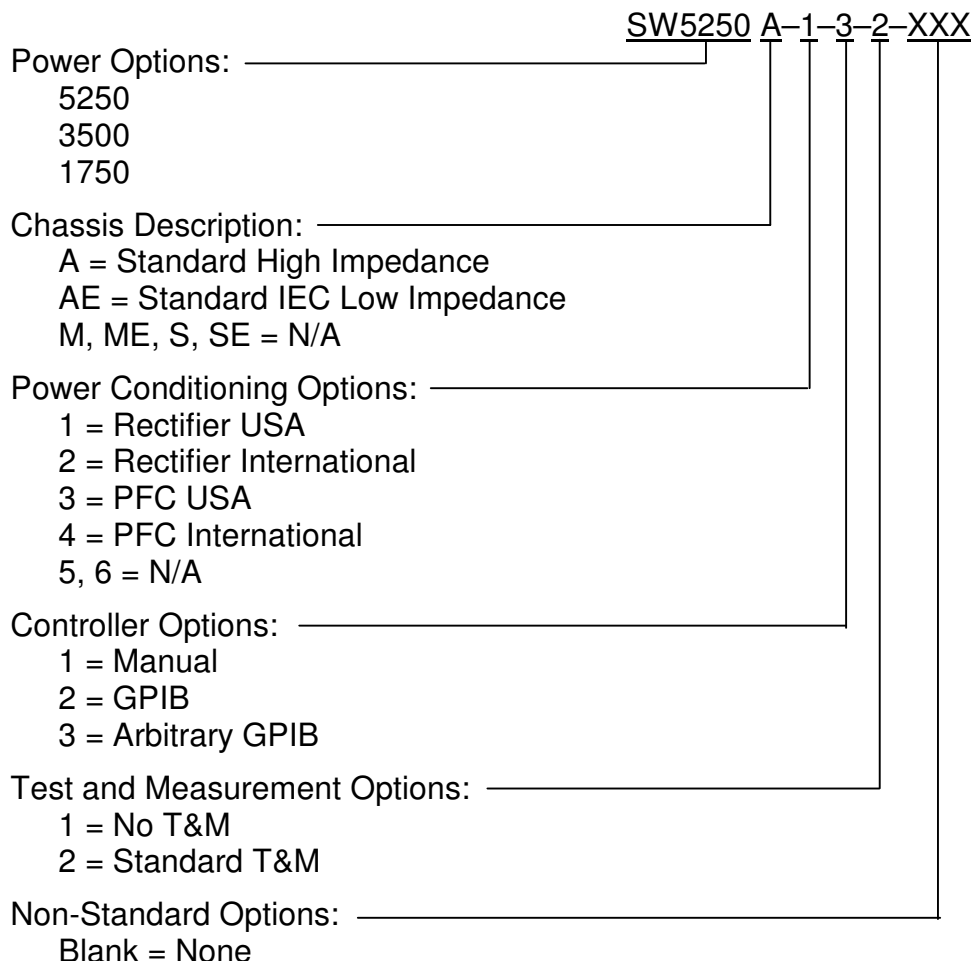 SW5250 A–1–3–2–XXX
Power Options:
5250
3500
1750
Chassis Description:
A = Standard High Impedance
AE = Standard IEC Low Impedance
M, ME, S, SE = N/A
Power Conditioning Options:
1 = Rectifier USA
2 = Rectifier International
3 = PFC USA
4 = PFC International
5, 6 = N/A
Controller Options:
1 = Manual
2 = GPIB
3 = Arbitrary GPIB
Test and Measurement Options:
1 = No T&M
2 = Standard T&M
Non-Standard Options:
Blank = None